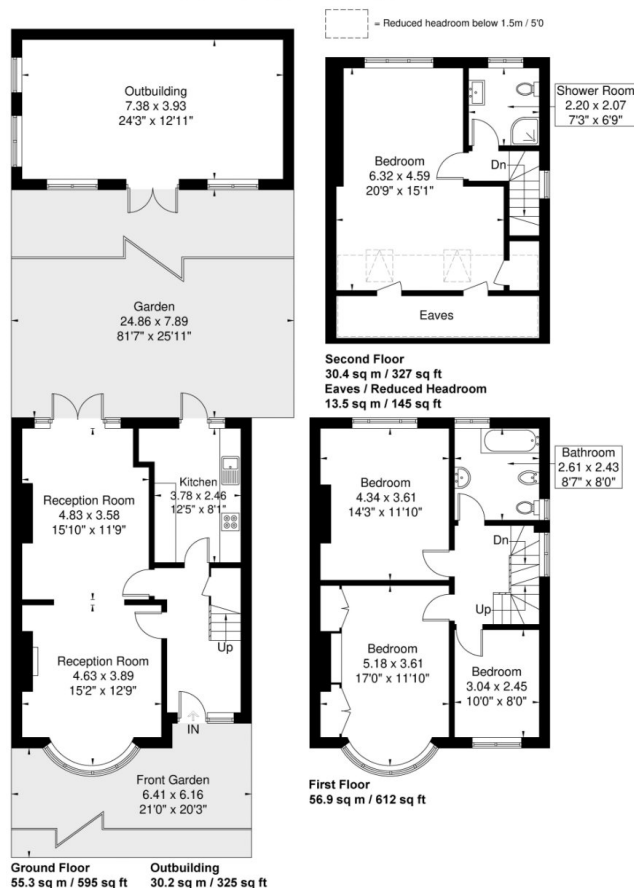 = Reduced headroom below 1.5m / 5'0
Outbuilding
7.38 x 3.93
24'3" x 12'11"
Shower Room
2.20 x 2.07
7'3" x 6'9"
Bedroom
6.32 x 4.59
20'9" x 15'1"
Dn
Eaves
Second Floor
30.4 sq m / 327 sq ft
Eaves / Reduced Headroom
13.5 sq m / 145 sq ft
Garden
24.86 x 7.89
81'7" x 25'11"
Reception Room
4.83 x 3.58
15'10" x 11'9"
Kitchen
3.78 x 2.46
12'5" x 8'1"
Up
Reception Room
4.63 x 3.89
15'2" x 12'9"
IN
Front Garden
6.41 x 6.16
21'0" x 20'3"
Ground Floor
55.3 sq m / 595 sq ft
Outbuilding
30.2 sq m / 325 sq ft
Bedroom
4.34 x 3.61
14'3" x 11'10"
Bathroom
2.61 x 2.43
8'7" x 8'0"
Dn
Up
Bedroom
5.18 x 3.61
17'0" x 11'10"
Bedroom
3.04 x 2.45
10'0" x 8'0"
First Floor
56.9 sq m / 612 sq ft